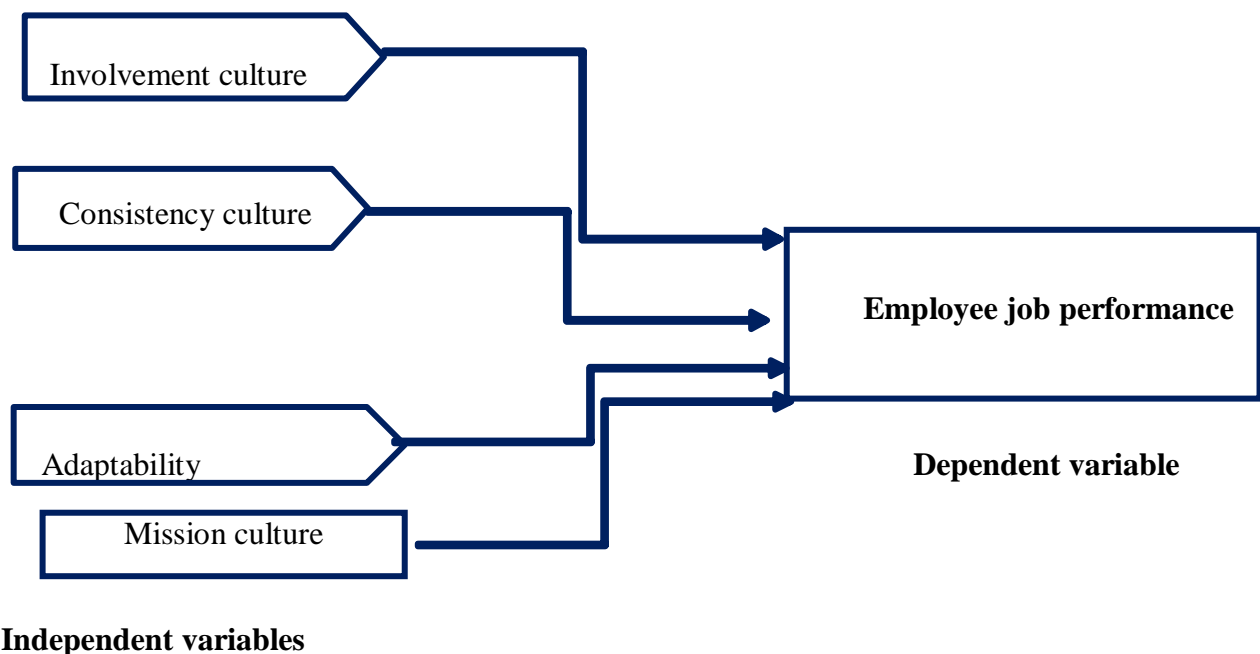 Involvement culture
Consistency culture
Employee job performance
Adaptability
Dependent variable
Mission culture
Independent variables